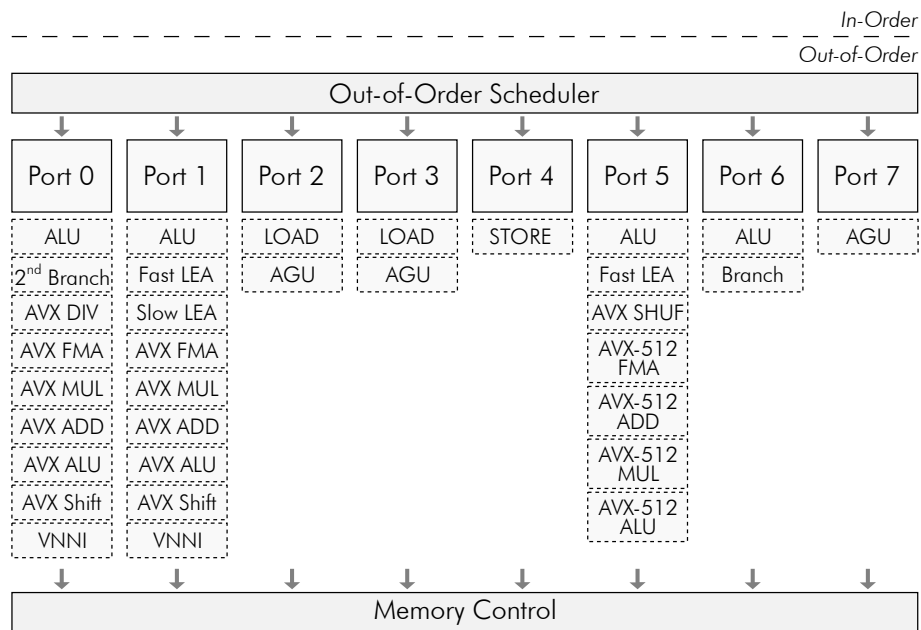 In-Order
Out-of-Order
Out-of-Order Scheduler
Port 0
Port 1
Port 2
Port 3
Port 4
Port 5
Port 6
Port 7
ALU
2nd Branch
AVX DIV
AVX FMA
AVX MUL
AVX ADD
AVX ALU
AVX Shift
VNNI
ALU
Fast LEA
Slow LEA
AVX FMA
AVX MUL
AVX ADD
AVX ALU
AVX Shift
VNNI
LOAD
AGU
LOAD
AGU
STORE
ALU
Fast LEA
AVX SHUF
AVX-512
FMA
AVX-512
ADD
AVX-512
MUL
AVX-512
ALU
ALU
Branch
AGU
Memory Control